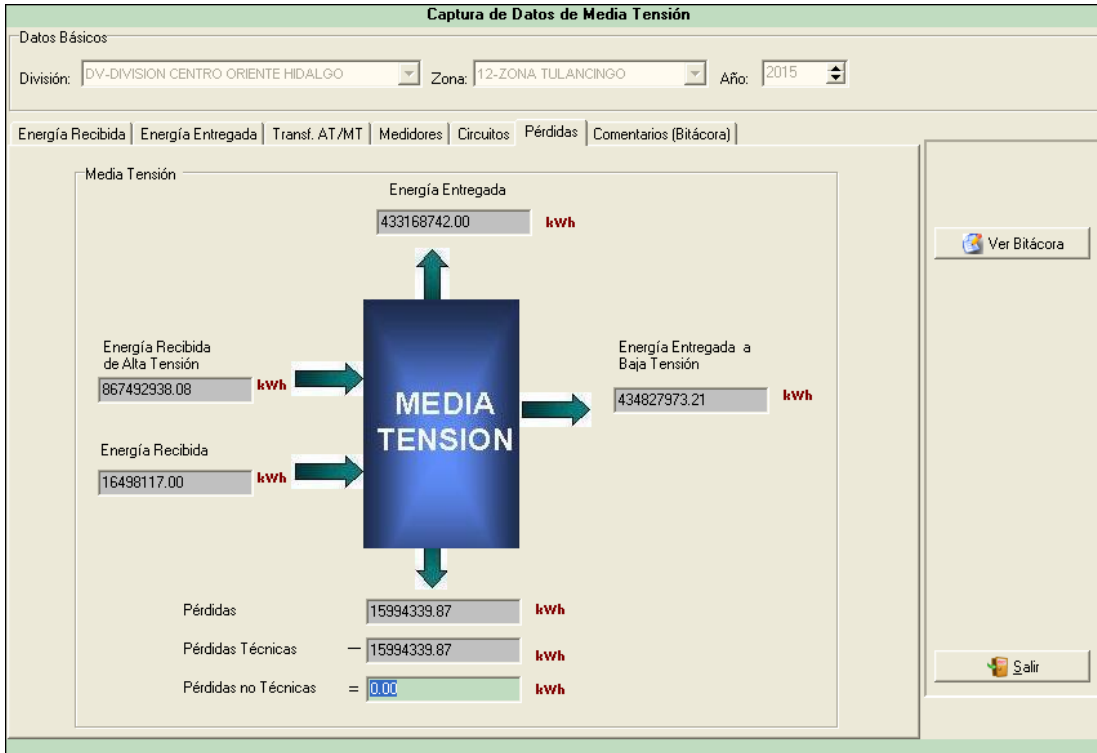 Captura de Datos de Media Tensión
Datos Básicos
División: DV-DIVISION CENTRO ORIENTE HIDALGO Zona: 12-ZONA TULANCINGO Año: 2015
Energía Recibida Energía Entregada Transf. AT/MT Medidores Circuitos Pérdidas Comentarios (Bitácora)
Media Tensión
Energía Entregada
433168742.00 kWh
Ver Bitácora
Energía Recibida
de Alta Tensión
867492938.08 kWh
Energía Entregada a
Baja Tensión
434827973.21 kWh
MEDIA
TENSION
Energía Recibida
16498117.00 kWh
Pérdidas 15994339.87 kWh
Pérdidas Técnicas — 15994339.87 kWh
Pérdidas no Técnicas = 0.00 kWh
Salir